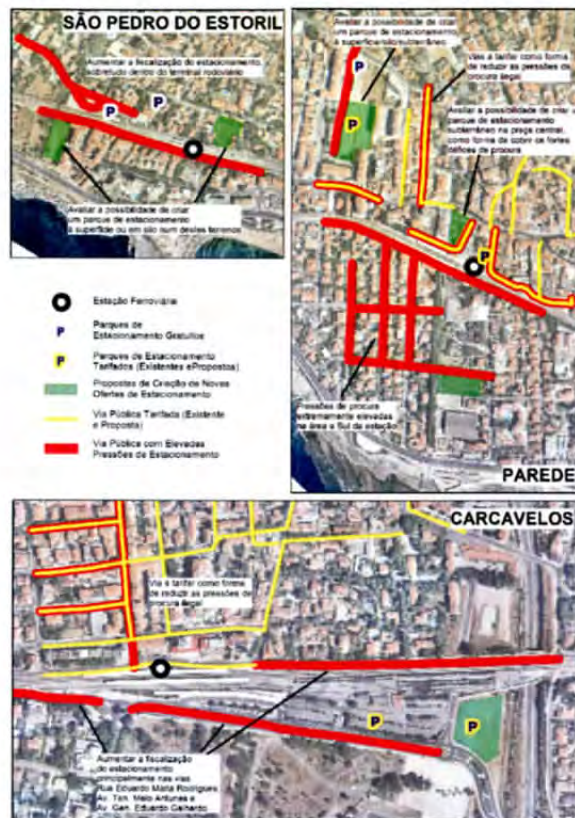 SÃO PEDRO DO ESTORIL
Aumentar a fiscalização do estacionamento,
sobretudo dentro do terminal rodoviário
P
P
Avaliar a possibilidade de criar
um parque de estacionamento
à superfície ou em silo num destes terrenos
Avaliar a possibilidade de criar
um parque de estacionamento
à superfície/silo/subterrâneo
P
P
Vias a tarifar como forma
de reduzir as pressões de
procura ilegal
Avaliar a possibilidade de criar
parque de estacionamento
subterrâneo na praça central,
como forma de cobrir os fortes
défices de procura
P
Pressões de procura
extremamente elevadas
na área a Sul da estação
PAREDE
Estação Ferroviária
P
Parques de
Estacionamento Gratuitos
P
Parques de Estacionamento
Tarifados (Existentes e Propostos)
Propostas de Criação de Novas
Ofertas de Estacionamento
Via Pública Tarifada (Existente
e Proposta)
Via Pública com Elevadas
Pressões de Estacionamento
CARCAVELOS
Via a tarifar como forma
de reduzir as pressões de
procura ilegal
P
P
Aumentar a fiscalização
do estacionamento
principalmente nas vias
Rua Eduardo Maria Rodrigues,
Av. Ten. Melo Antunes e
Av. Gen. Eduardo Galhardo